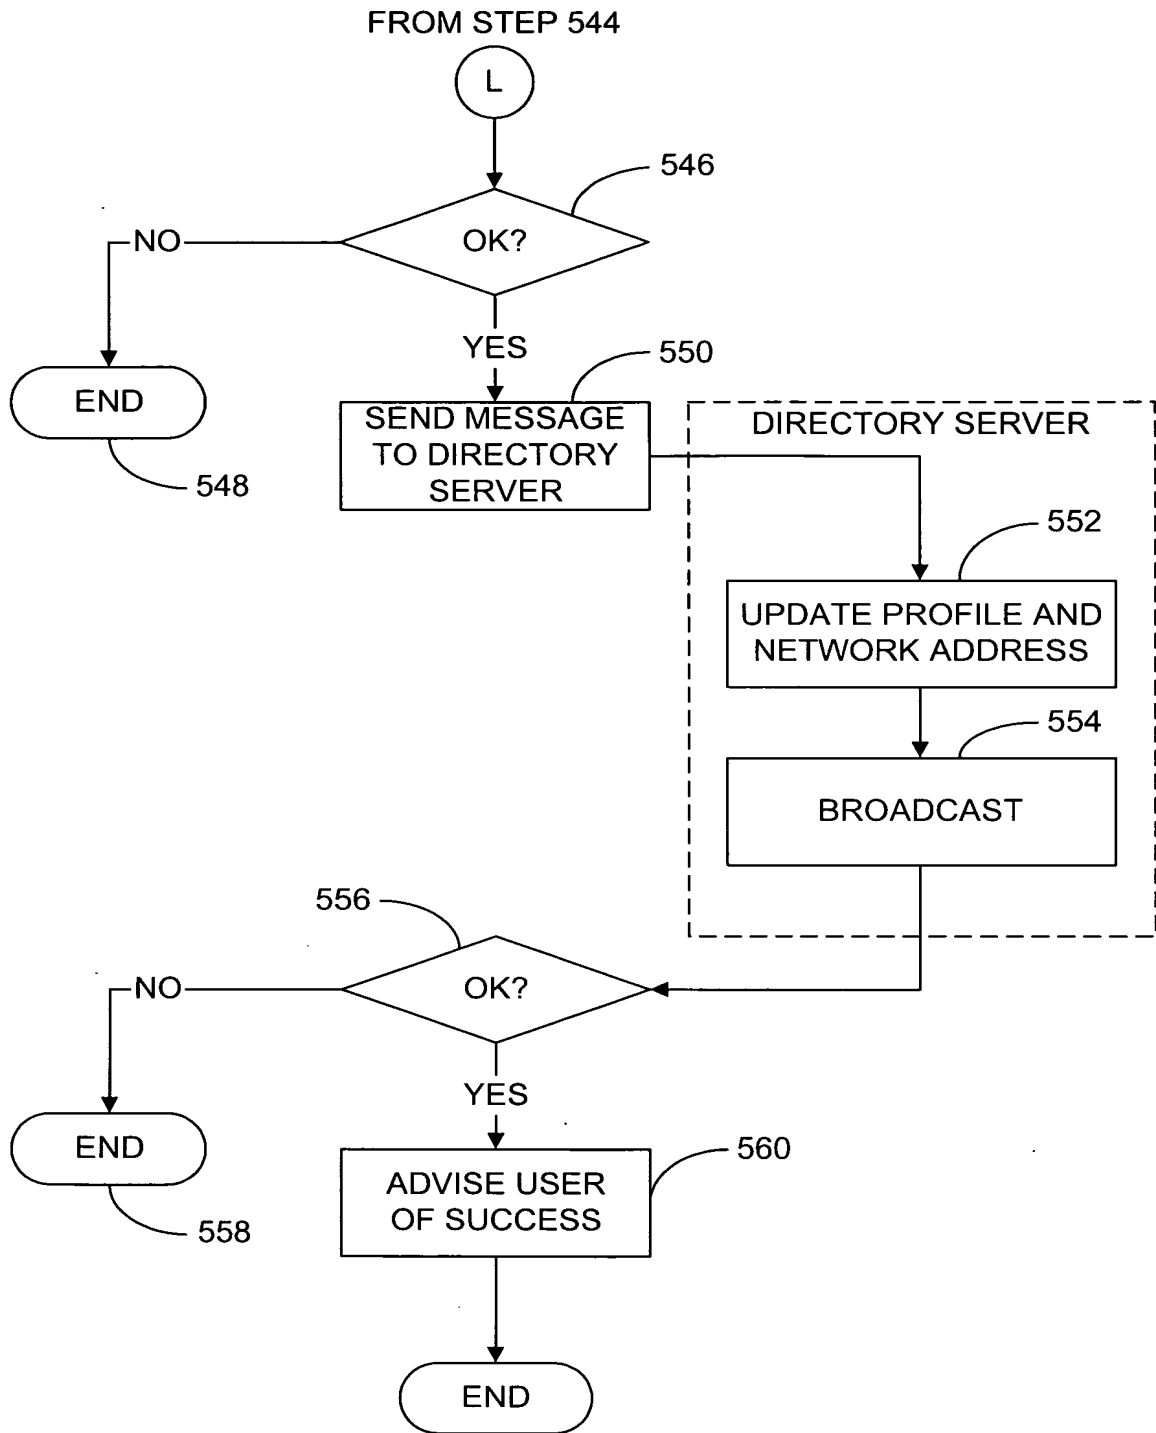 FROM STEP 544
L
546
OK?
NO
YES
550
END
548
SEND MESSAGE
TO DIRECTORY
SERVER
DIRECTORY SERVER
552
UPDATE PROFILE AND
NETWORK ADDRESS
554
BROADCAST
556
OK?
NO
YES
END
558
560
ADVISE USER
OF SUCCESS
END